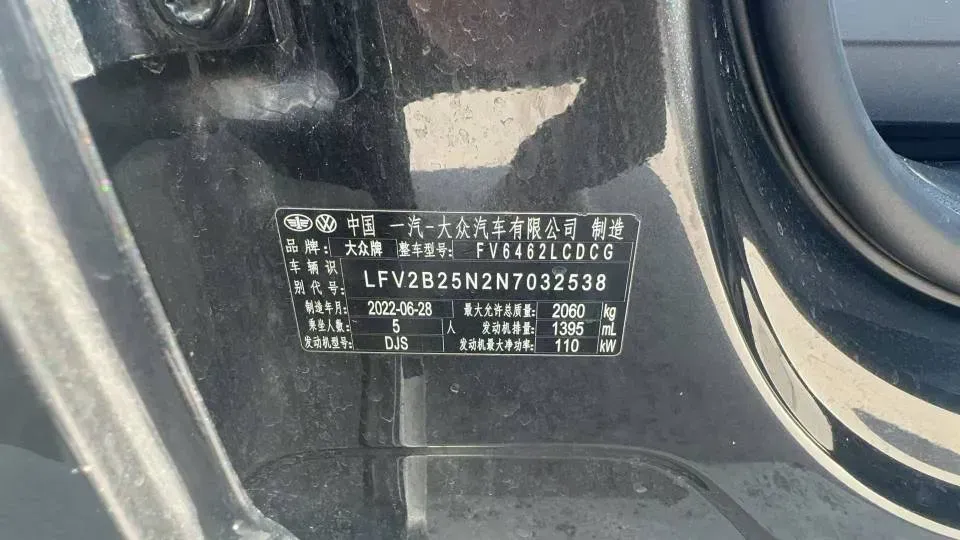 中国 一汽-大众汽车有限公司 制造
品牌: 大众牌 整车型号: FV6462LCDCG
车辆识别代号: LFV2B25N2N7032538
制造年月: 2022-06-28 最大允许总质量: 2060 kg
乘坐人数: 5 人 发动机排量: 1395 mL
发动机型号: DJS 发动机最大净功率: 110 kW